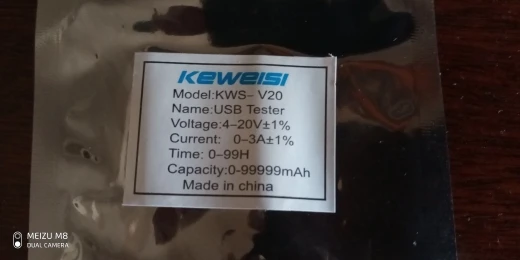 KEWEISI
Model:KWS- V20
Name:USB Tester
Voltage:4-20V±1%
Current: 0-3A±1%
Time: 0-99H
Capacity:0-99999mAh
Made in china
MEIZU M8
DUAL CAMERA